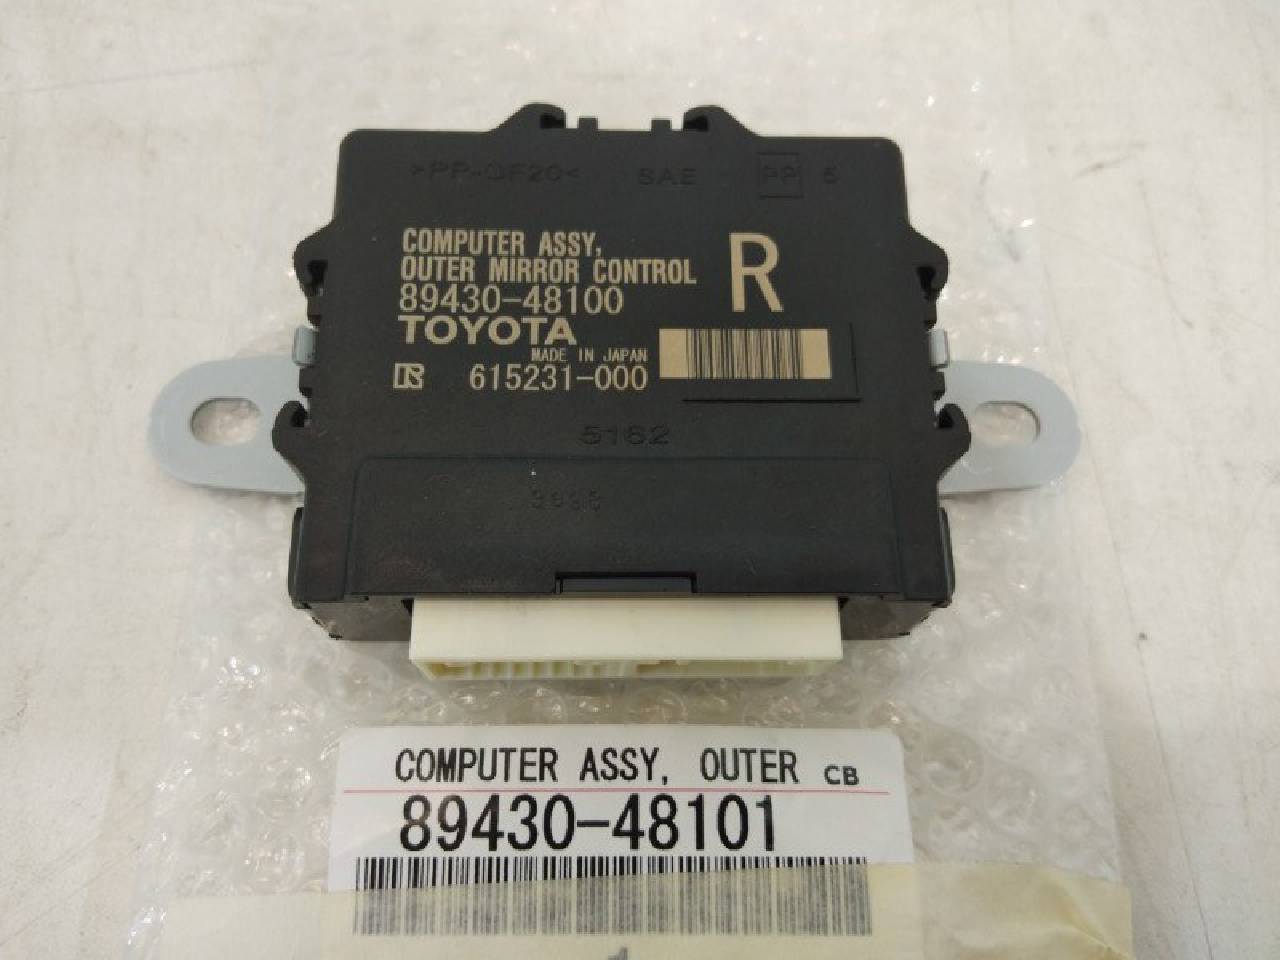 >PP-GF20< SAE PP 5
COMPUTER ASSY,
OUTER MIRROR CONTROL
R
89430-48100
TOYOTA
MADE IN JAPAN
615231-000
5162
COMPUTER ASSY, OUTER CB
89430-48101